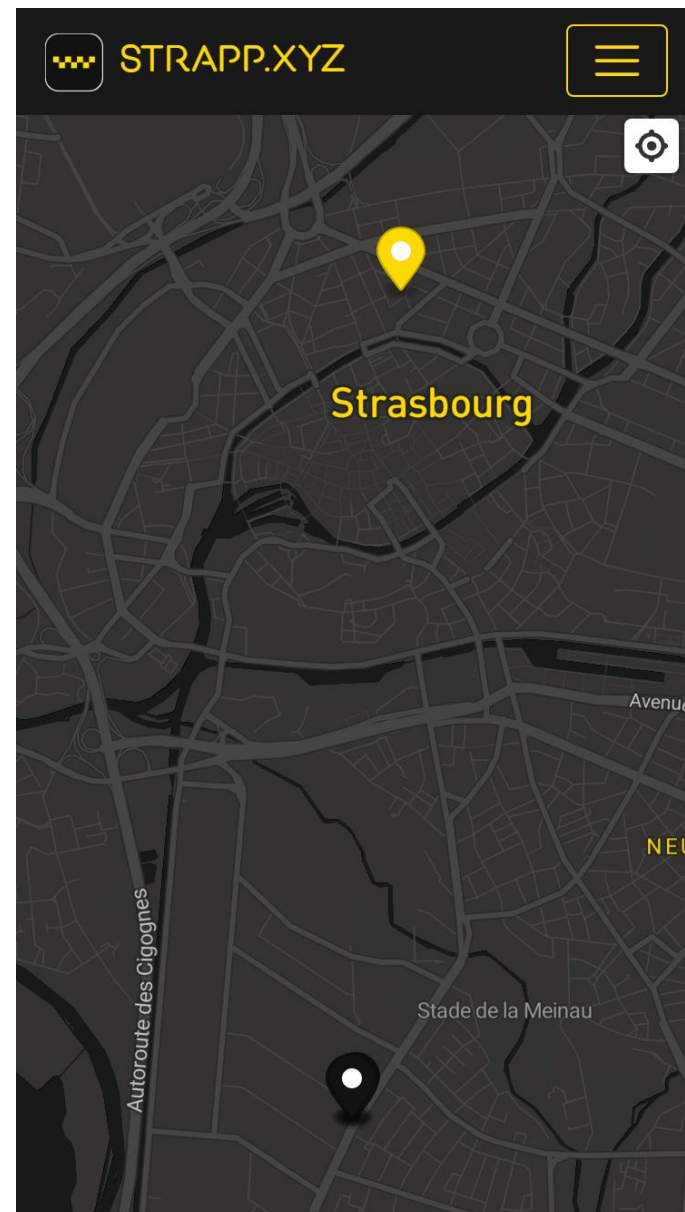 STRAPP.XYZ
Strasbourg
Avenue
NEU
Autoroute des Cigognes
Stade de la Meinau